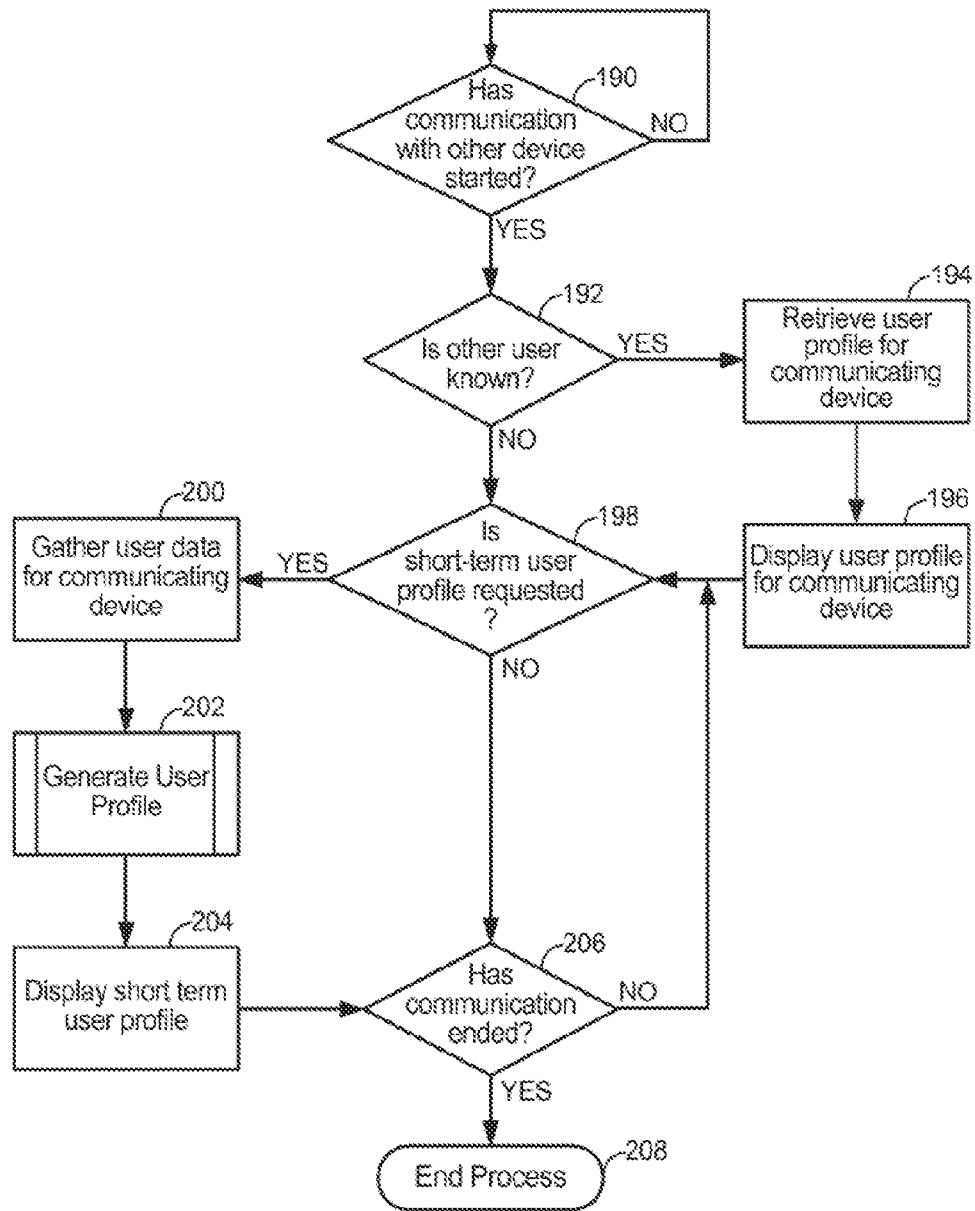 Has
communication
with other device
started?
190
NO
YES
Is other user
known?
192
YES
NO
Retrieve user
profile for
communicating
device
194
Display user profile
for communicating
device
196
Is
short-term user
profile requested
?
198
YES
NO
Gather user data
for communicating
device
200
Generate User
Profile
202
Display short term
user profile
204
Has
communication
ended?
206
NO
YES
End Process
208